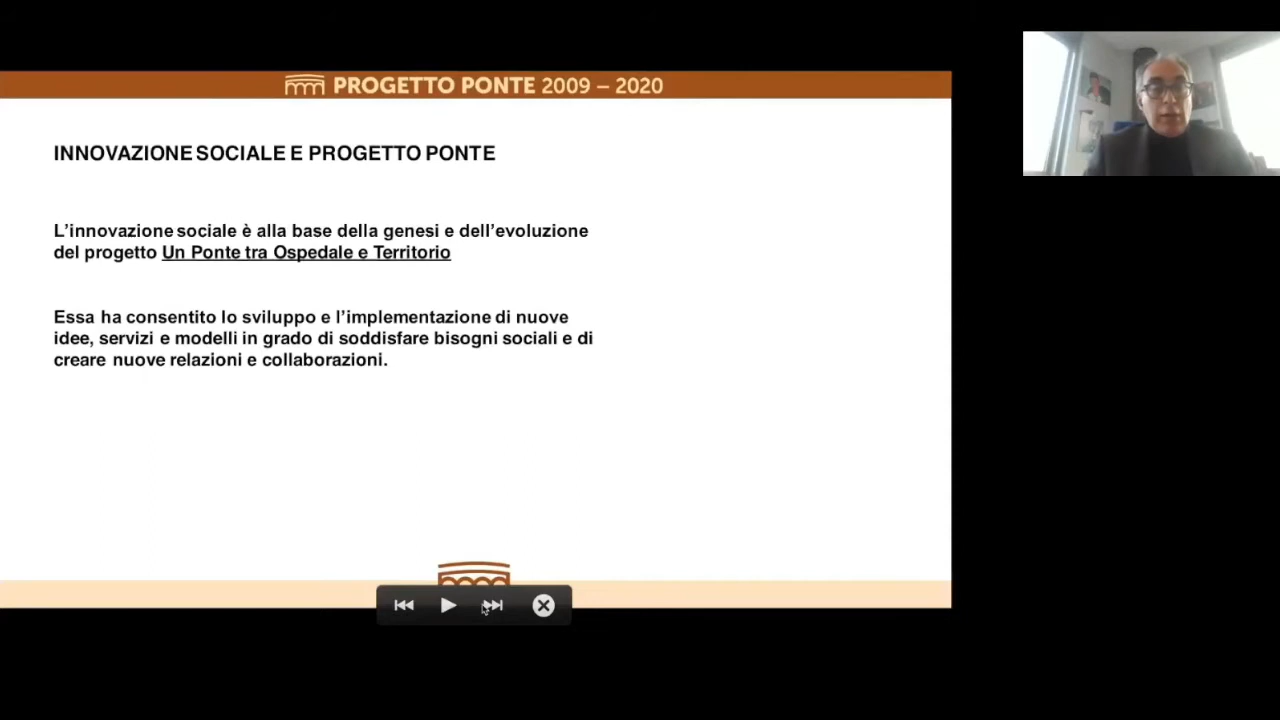 PROGETTO PONTE 2009 – 2020
INNOVAZIONE SOCIALE E PROGETTO PONTE
L’innovazione sociale è alla base della genesi e dell’evoluzione
del progetto Un Ponte tra Ospedale e Territorio
Essa ha consentito lo sviluppo e l’implementazione di nuove
idee, servizi e modelli in grado di soddisfare bisogni sociali e di
creare nuove relazioni e collaborazioni.